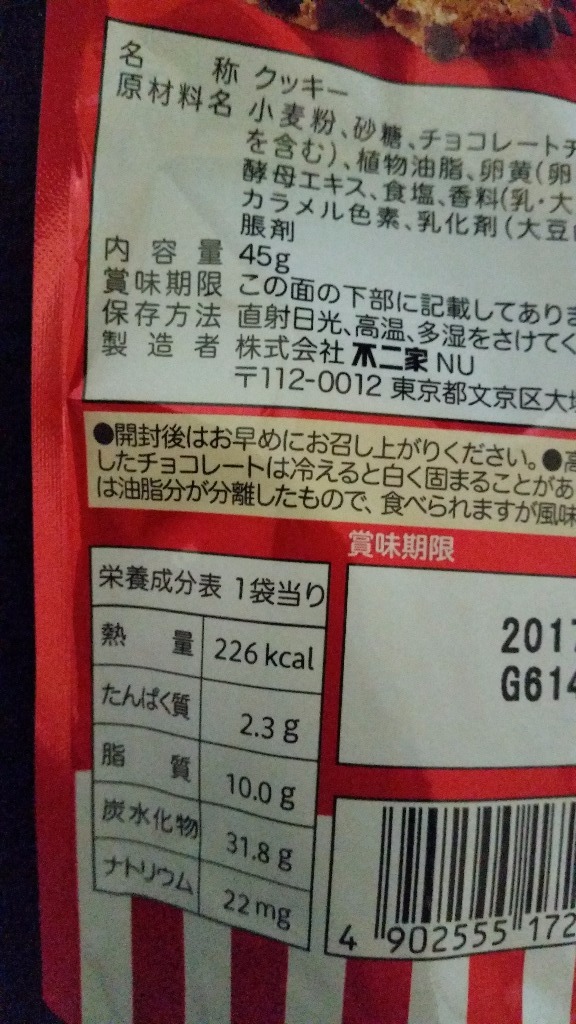 名称 クッキー
原材料名 小麦粉、砂糖、チョコレートチ
を含む)、植物油脂、卵黄(卵
酵母エキス、食塩、香料(乳・大
カラメル色素、乳化剤(大豆
脹剤
内容量 45g
賞味期限 この面の下部に記載してありま
保存方法 直射日光、高温、多湿をさけてく
製造者 株式会社 不二家 NU
〒112-0012 東京都文京区大
●開封後はお早めにお召し上がりください。●高
したチョコレートは冷えると白く固まることがあ
は油脂分が分離したもので、食べられますが風味
賞味期限
栄養成分表 1袋当り
熱量 226 kcal
たんぱく質 2.3 g
脂質 10.0 g
炭水化物 31.8 g
ナトリウム 22 mg
2017
G614
4 902555 172